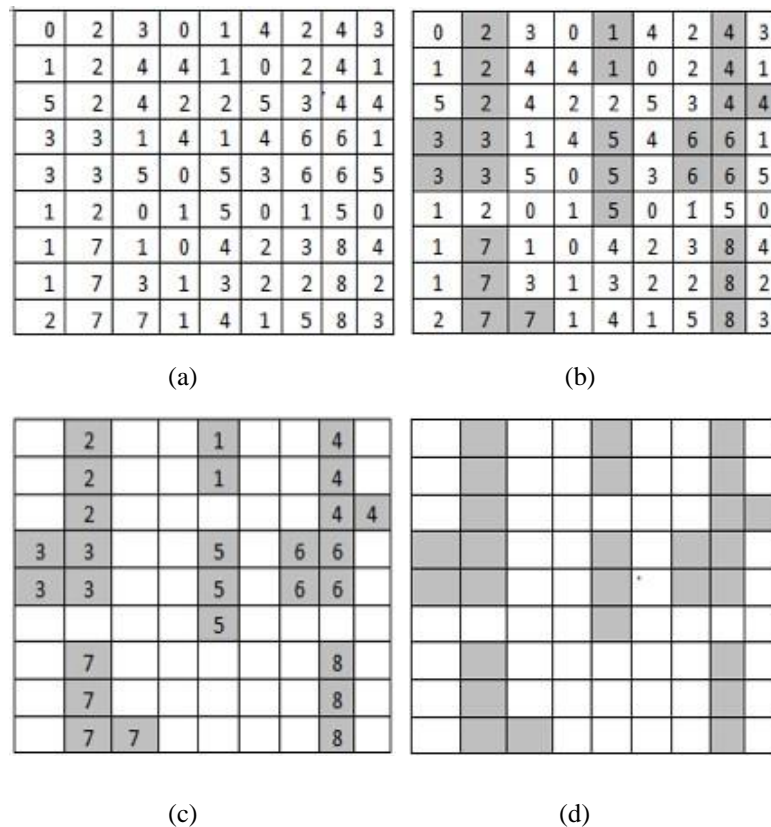 0 2 3 0 1 4 2 4 3
1 2 4 4 1 0 2 4 1
5 2 4 2 2 5 3 4 4
3 3 1 4 1 4 6 6 1
3 3 5 0 5 3 6 6 5
1 2 0 1 5 0 1 5 0
1 7 1 0 4 2 3 8 4
1 7 3 1 3 2 2 8 2
2 7 7 1 4 1 5 8 3
(a)
0 2 3 0 1 4 2 4 3
1 2 4 4 1 0 2 4 1
5 2 4 2 2 5 3 4 4
3 3 1 4 5 4 6 6 1
3 3 5 0 5 3 6 6 5
1 2 0 1 5 0 1 5 0
1 7 1 0 4 2 3 8 4
1 7 3 1 3 2 2 8 2
2 7 7 1 4 1 5 8 3
(b)
2 1 4
2 1 4
2 4 4
3 3 5 6 6
3 3 5 6 6
5
7 8
7 8
7 7 8
(c)
(d)